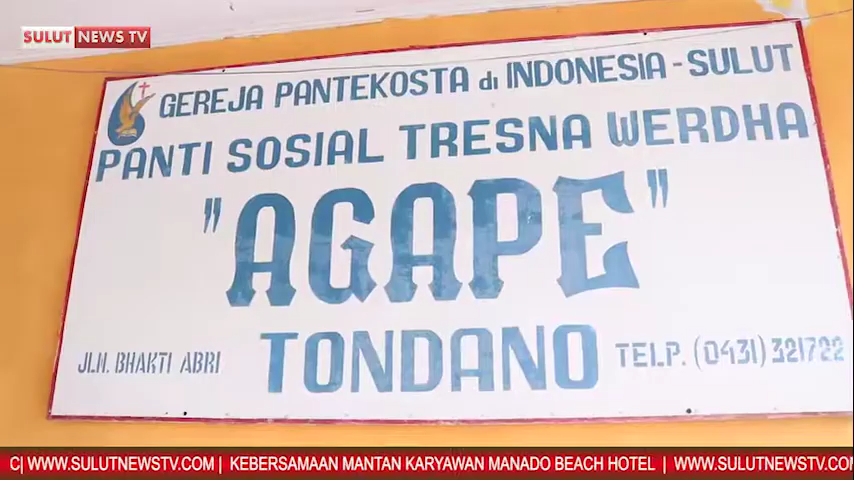 SULUT NEWS TV
GEREJA PANTEKOSTA di INDONESIA - SULUT
PANTI SOSIAL TRESNA WERDHA
"AGAPE"
TONDANO
JLN. BHAKTI ABRI
TELP. (0431) 321722
C| WWW.SULUTNEWSTV.COM | KEBERSAMAAN MANTAN KARYAWAN MANADO BEACH HOTEL | WWW.SULUTNEWSTV.COM